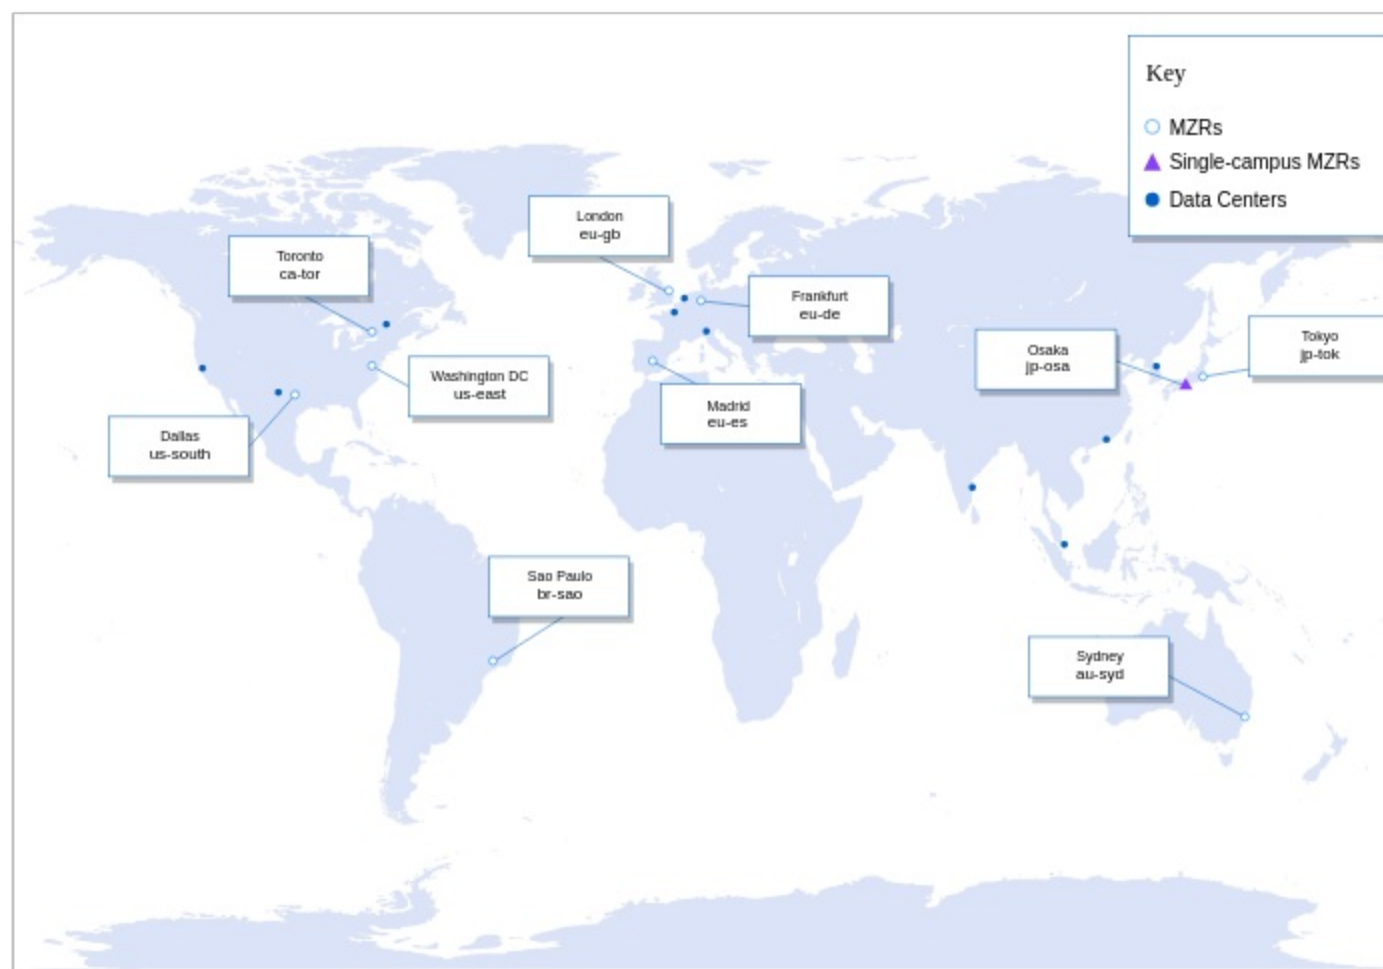 Key
MZRs
Single-campus MZRs
Data Centers
London
eu-gb
Toronto
ca-tor
Frankfurt
eu-de
Tokyo
jp-tok
Osaka
jp-osa
Washington DC
us-east
Madrid
eu-es
Dallas
us-south
Sao Paulo
br-sao
Sydney
au-syd